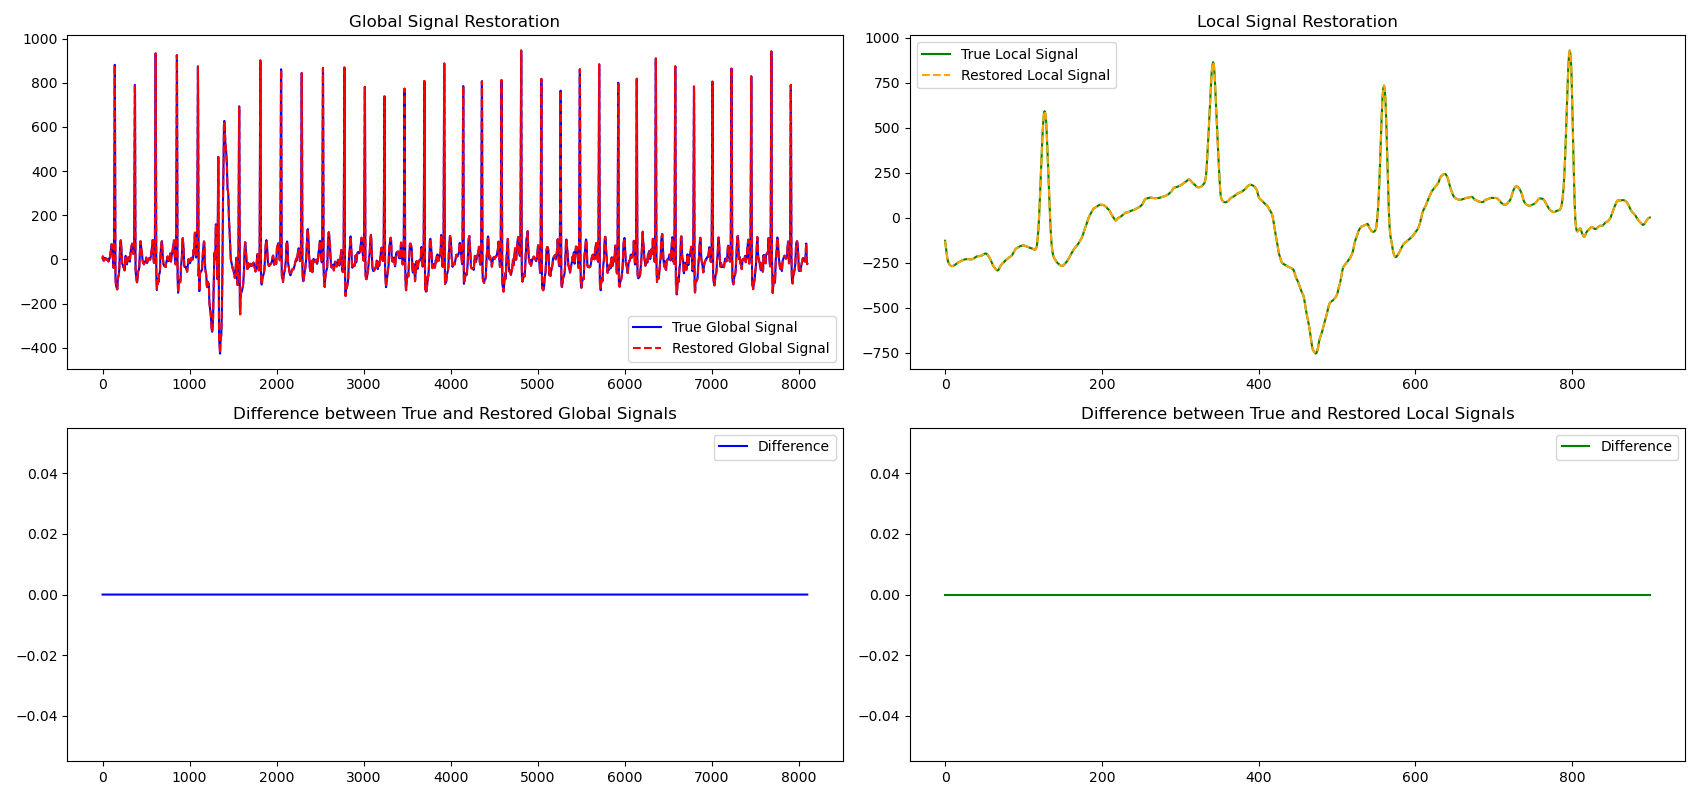 Global Signal Restoration
1000
800
600
400
200
0
−200
−400
True Global Signal
Restored Global Signal
0 1000 2000 3000 4000 5000 6000 7000 8000
Local Signal Restoration
1000
750
500
250
0
−250
−500
−750
True Local Signal
Restored Local Signal
0 200 400 600 800
Difference between True and Restored Global Signals
0.04
0.02
0.00
−0.02
−0.04
Difference
0 1000 2000 3000 4000 5000 6000 7000 8000
Difference between True and Restored Local Signals
0.04
0.02
0.00
−0.02
−0.04
Difference
0 200 400 600 800